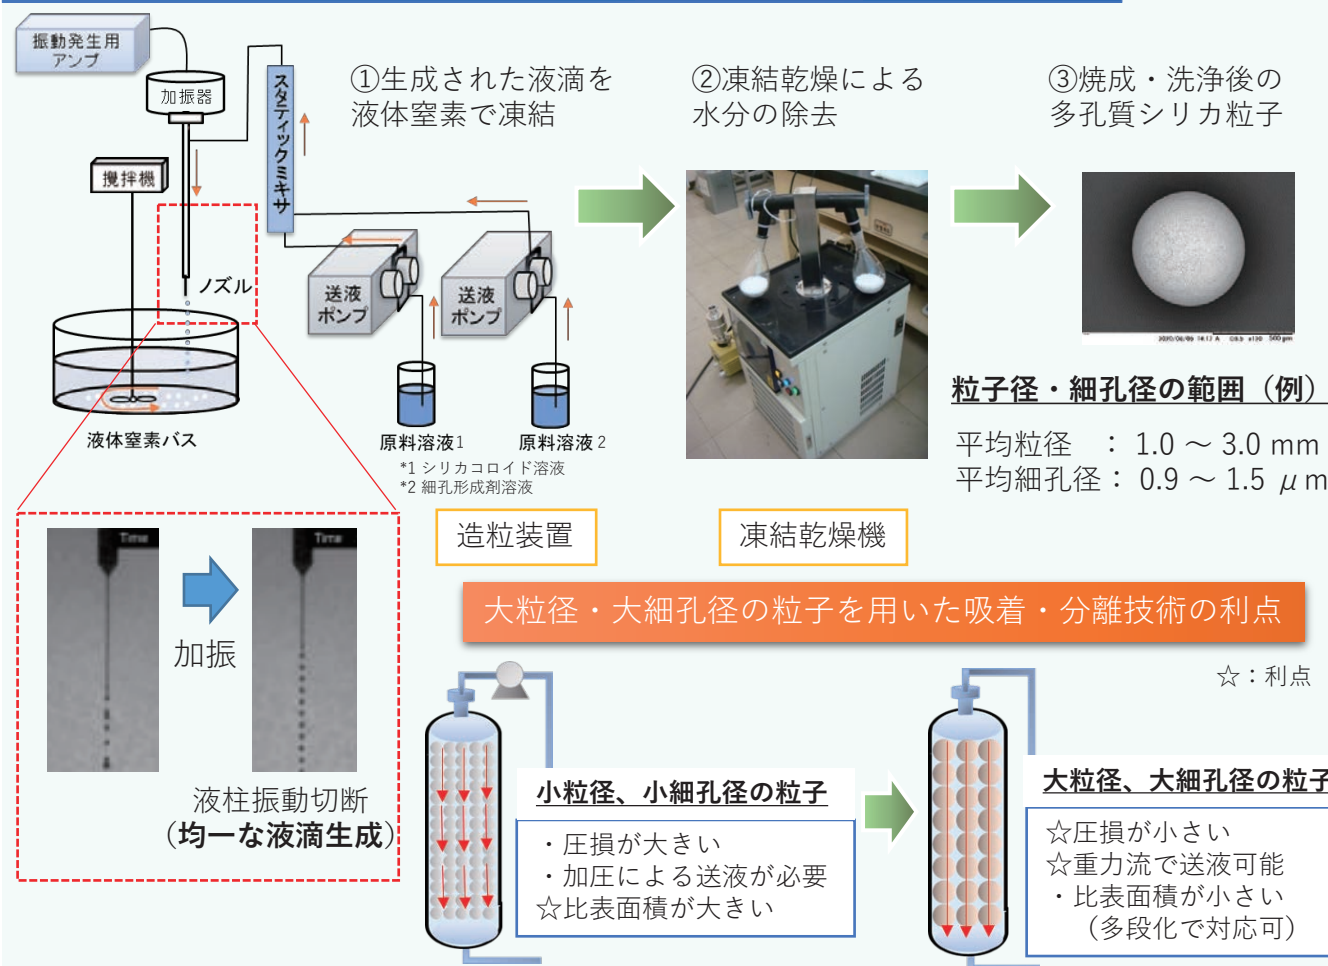 振動発生用
アンプ
加振器
攪拌機
スタティックミキサ
ノズル
送液
ポンプ
送液
ポンプ
液体窒素バス
原料溶液1
原料溶液2
*1 シリカコロイド溶液
*2 細孔形成剤溶液
①生成された液滴を
液体窒素で凍結
②凍結乾燥による
水分の除去
③焼成・洗浄後の
多孔質シリカ粒子
粒子径・細孔径の範囲（例）
平均粒径 ： 1.0 ～ 3.0 mm
平均細孔径： 0.9 ～ 1.5 μm
造粒装置
凍結乾燥機
Time
Time
加振
液柱振動切断
（均一な液滴生成）
大粒径・大細孔径の粒子を用いた吸着・分離技術の利点
☆：利点
小粒径、小細孔径の粒子
・圧損が大きい
・加圧による送液が必要
☆比表面積が大きい
大粒径、大細孔径の粒子
☆圧損が小さい
☆重力流で送液可能
・比表面積が小さい
（多段化で対応可）